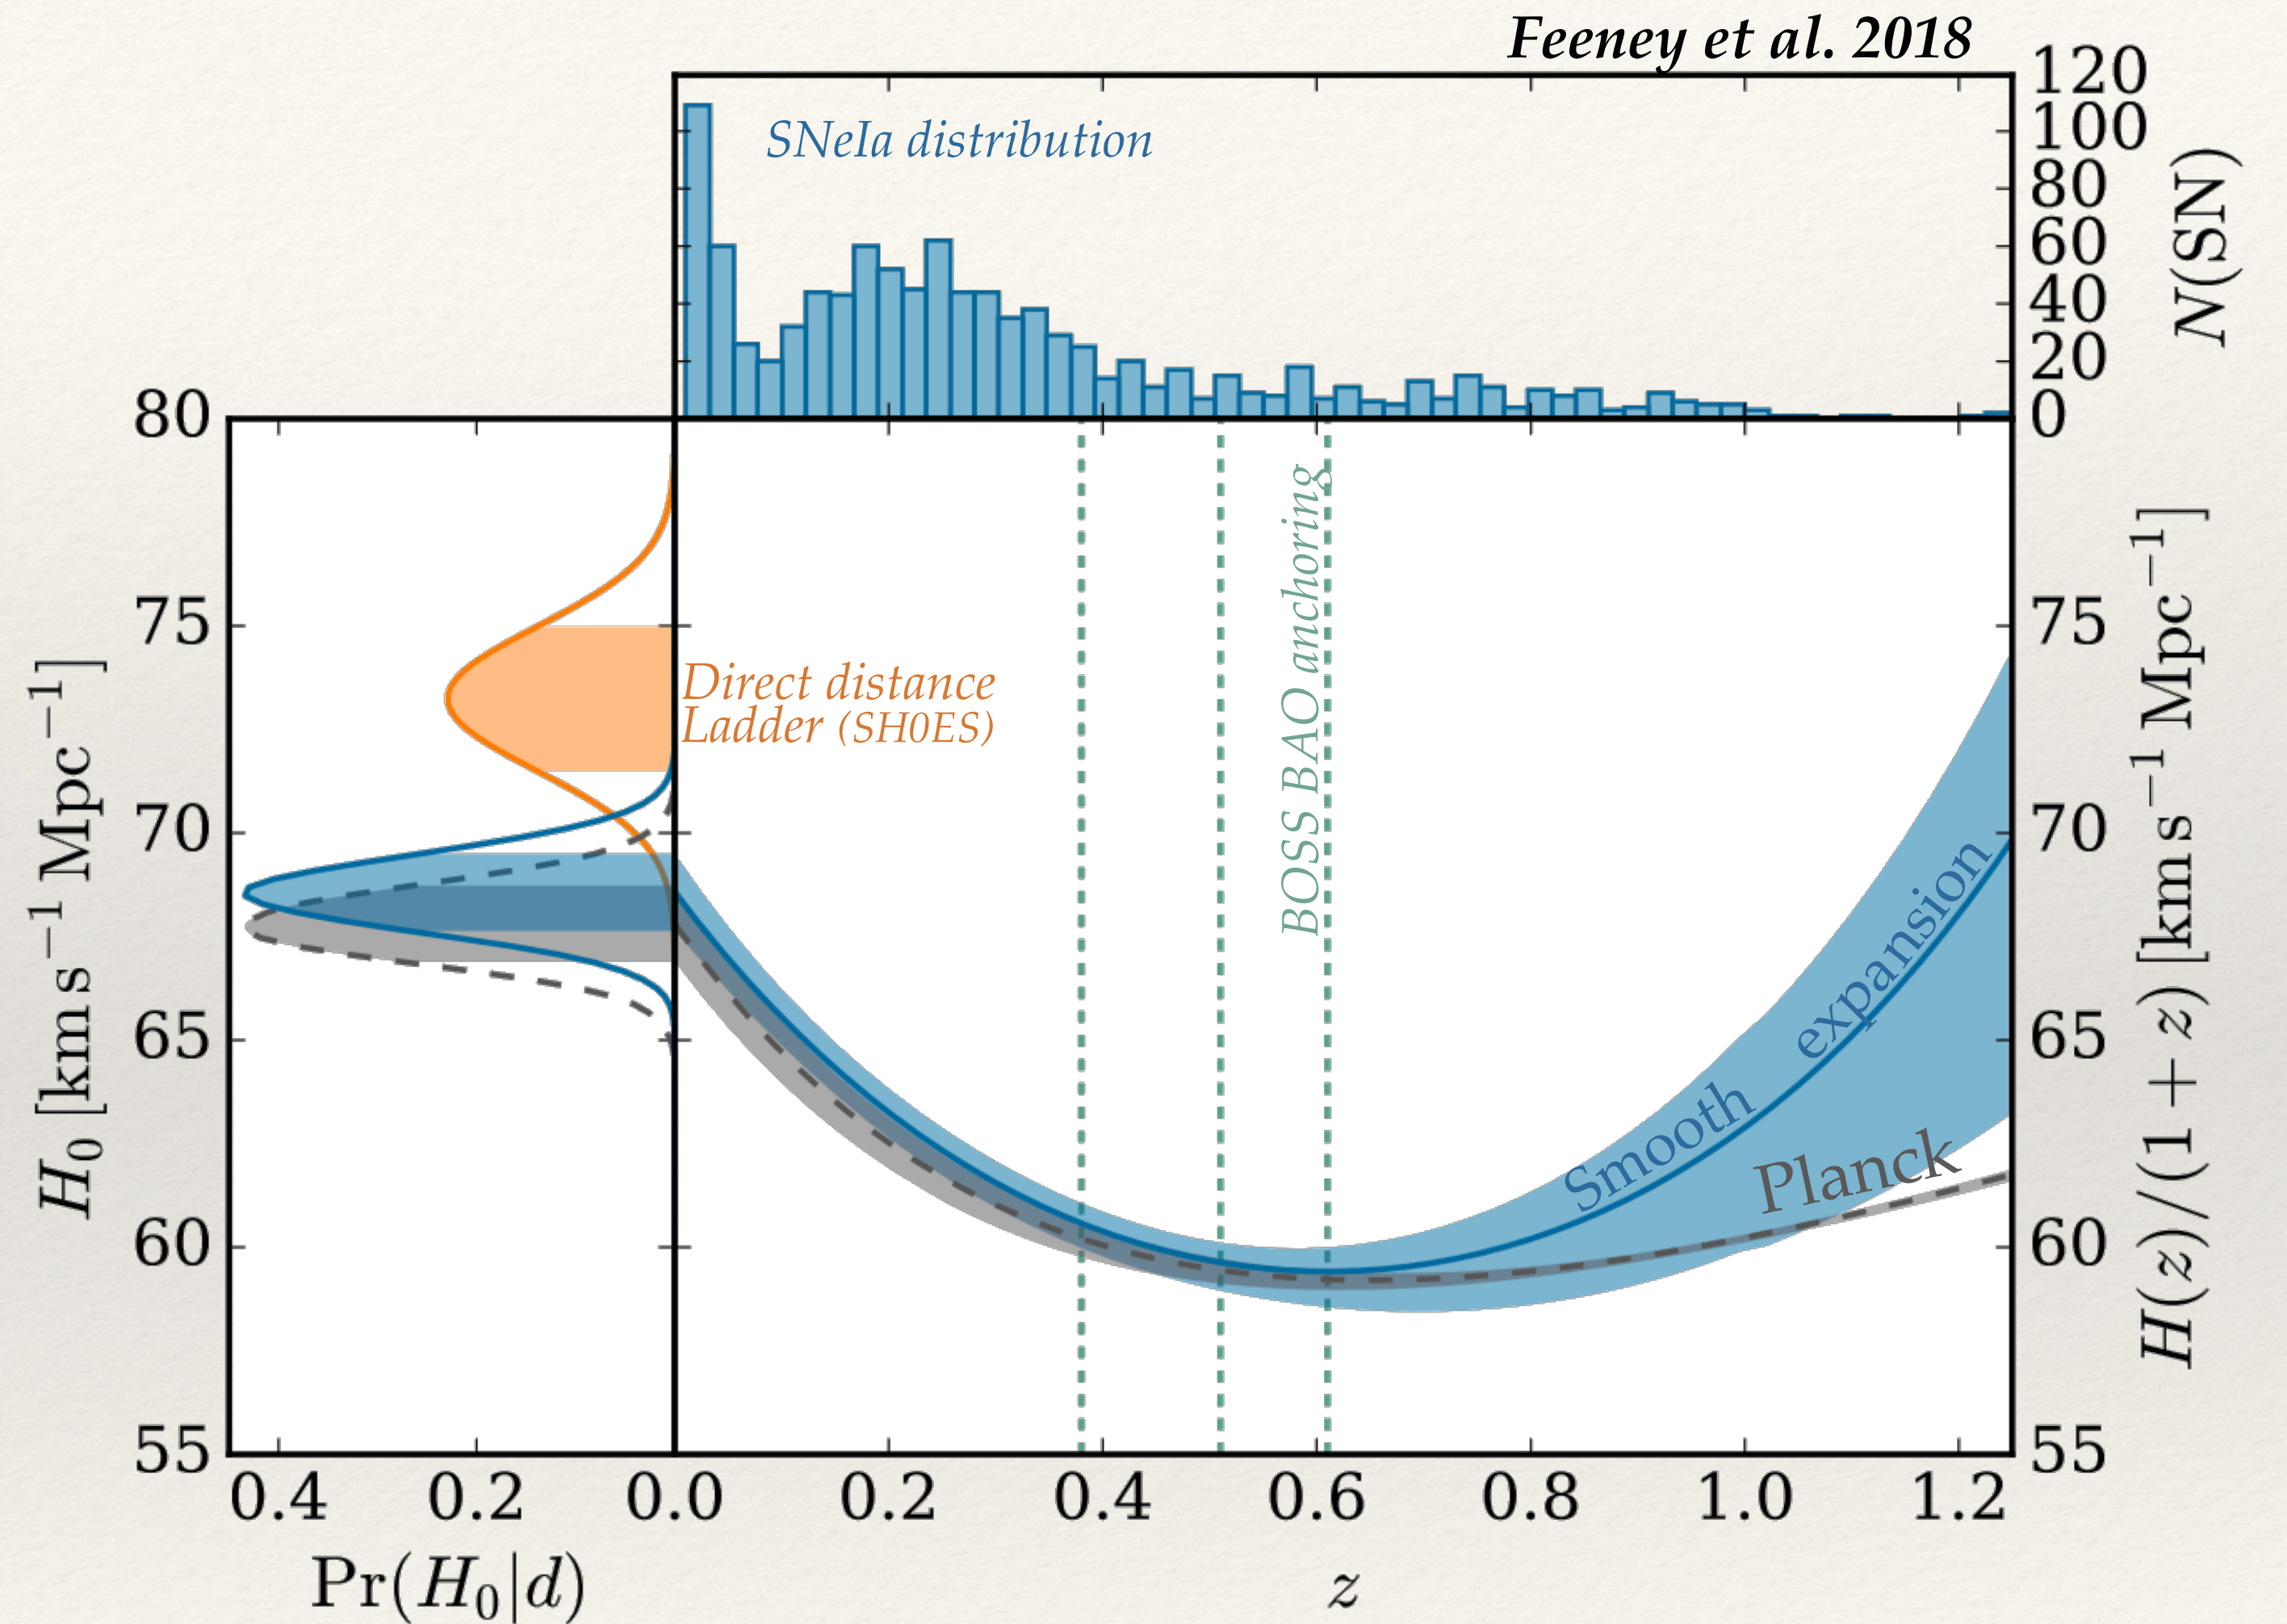 Feeney et al. 2018
SNeIa distribution
120
100
80
60
40
20
0
N(SN)
80
75
70
65
60
55
H₀ [km s⁻¹ Mpc⁻¹]
Direct distance
Ladder (SH0ES)
BOSS BAO anchoring
Smooth expansion
Planck
75
70
65
60
55
H(z)/(1 + z) [km s⁻¹ Mpc⁻¹]
0.4 0.2 0.0 0.2 0.4 0.6 0.8 1.0 1.2
Pr(H₀|d)
z